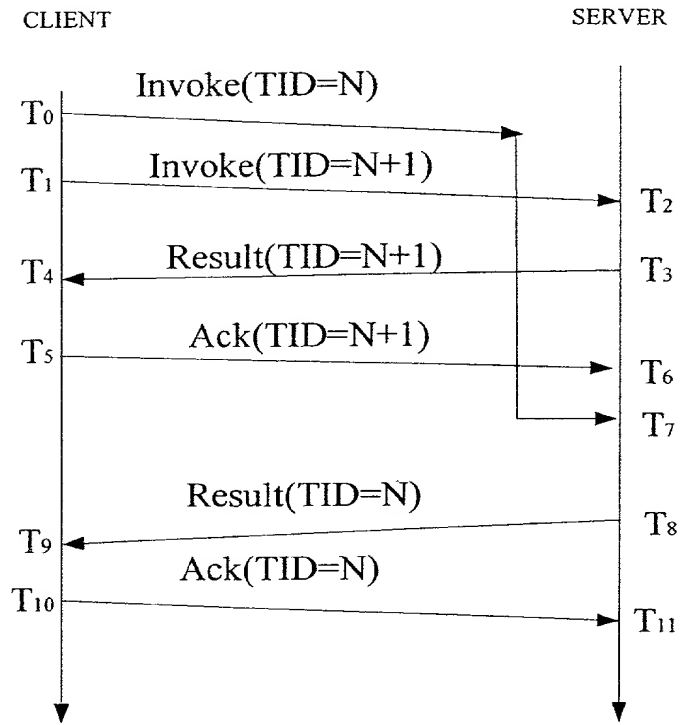 CLIENT
SERVER
Invoke(TID=N)
T0
Invoke(TID=N+1)
T1
T2
Result(TID=N+1)
T4
T3
Ack(TID=N+1)
T5
T6
T7
Result(TID=N)
T8
T9
Ack(TID=N)
T10
T11